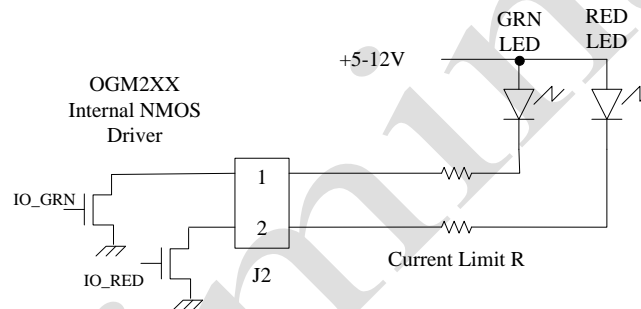 GRN
LED
RED
LED
+5-12V
OGM2XX
Internal NMOS
Driver
1
IO_GRN
2
IO_RED
J2
Current Limit R